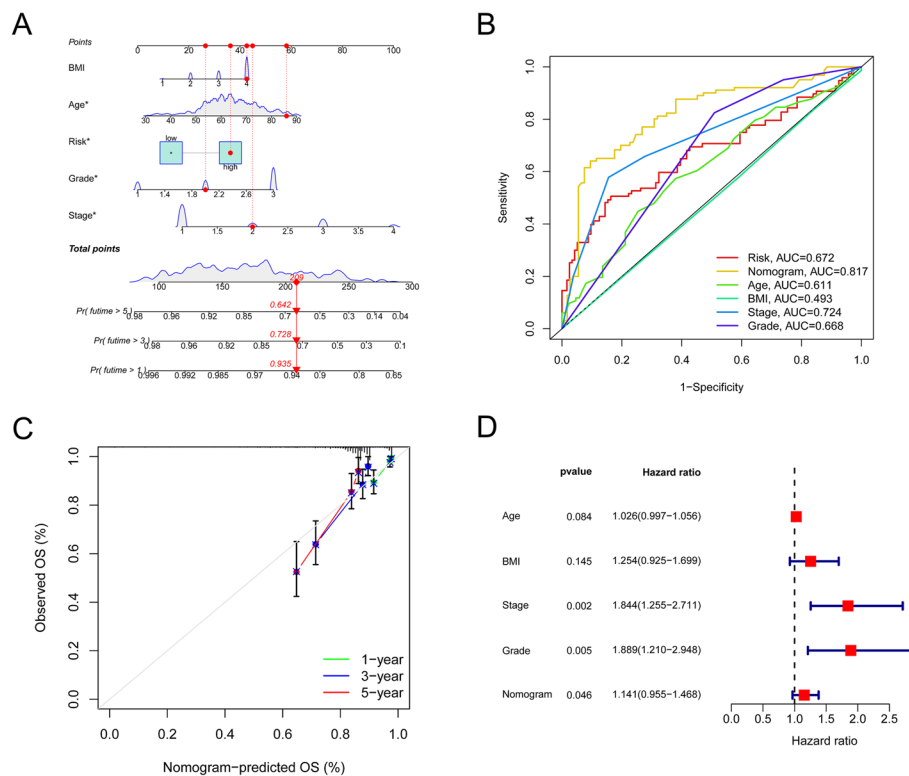 A
Points
0 20 40 60 80 100
BMI
1 2 3 4
Age*
30 40 50 60 70 80 90
Risk*
low
high
Grade*
1 1.4 1.8 2.2 2.6 3
Stage*
1 1.5 2 2.5 3 3.5 4
Total points
100 150 200 250 300
209
0.642
Pr( futime > 5 )
0.98 0.96 0.92 0.85 0.7 0.5 0.3 0.14 0.04
0.728
Pr( futime > 3 )
0.98 0.96 0.92 0.85 0.7 0.5 0.3 0.1
0.935
Pr( futime > 1 )
0.996 0.992 0.985 0.97 0.94 0.9 0.8 0.65
B
Sensitivity
1.0
0.8
0.6
0.4
0.2
0.0
Risk, AUC=0.672
Nomogram, AUC=0.817
Age, AUC=0.611
BMI, AUC=0.493
Stage, AUC=0.724
Grade, AUC=0.668
0.0 0.2 0.4 0.6 0.8 1.0
1−Specificity
C
Observed OS (%)
1.0
0.8
0.6
0.4
0.2
0.0
1−year
3−year
5−year
0.0 0.2 0.4 0.6 0.8 1.0
Nomogram−predicted OS (%)
D
pvalue Hazard ratio
Age 0.084 1.026(0.997−1.056)
BMI 0.145 1.254(0.925−1.699)
Stage 0.002 1.844(1.255−2.711)
Grade 0.005 1.889(1.210−2.948)
Nomogram 0.046 1.141(0.955−1.468)
0.0 0.5 1.0 1.5 2.0 2.5
Hazard ratio